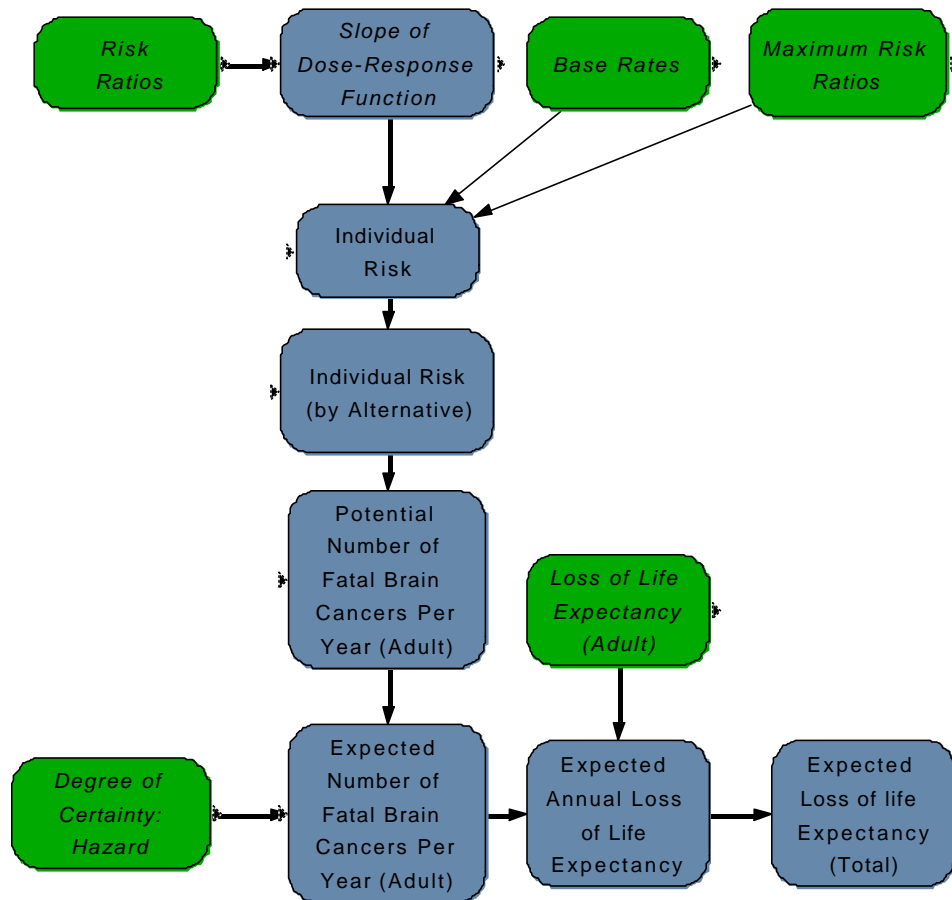 Risk
Ratios
Slope of
Dose-Response
Function
Base Rates
Maximum Risk
Ratios
Individual
Risk
Individual Risk
(by Alternative)
Potential
Number of
Fatal Brain
Cancers Per
Year (Adult)
Loss of Life
Expectancy
(Adult)
Degree of
Certainty:
Hazard
Expected
Number of
Fatal Brain
Cancers Per
Year (Adult)
Expected
Annual Loss
of Life
Expectancy
Expected
Loss of life
Expectancy
(Total)